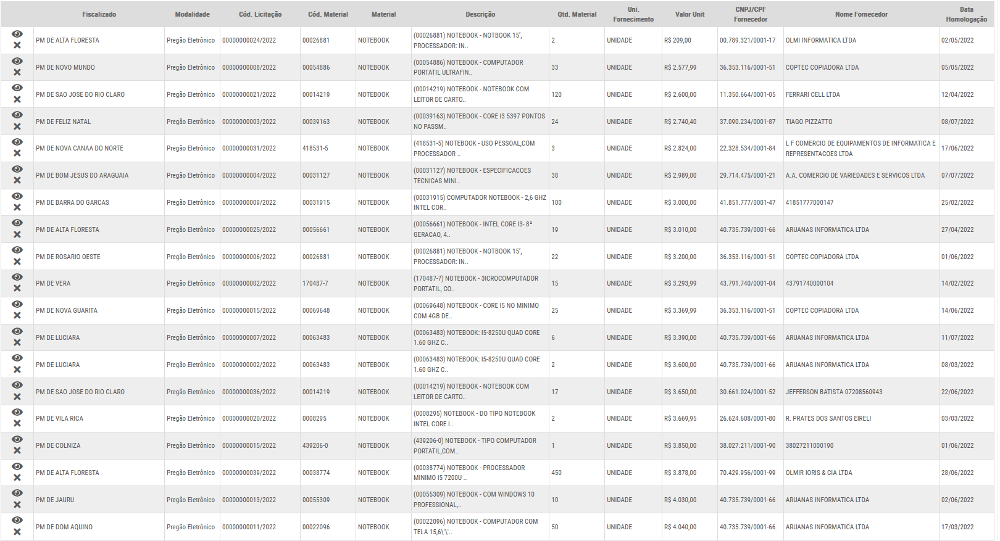 Fiscalizado Modalidade Cód. Licitação Cód. Material Material Descrição Qtd. Material Uni. Fornecimento Valor Unit CNPJ/CPF Fornecedor Nome Fornecedor Data Homologação
PM DE ALTA FLORESTA Pregão Eletrônico 00000000024/2022 00026881 NOTEBOOK (00026881) NOTEBOOK - NOTBOOK 15', PROCESSADOR: IN.. 2 UNIDADE R$ 209,00 00.789.321/0001-17 OLMI INFORMATICA LTDA 02/05/2022
PM DE NOVO MUNDO Pregão Eletrônico 00000000008/2022 00054886 NOTEBOOK (00054886) NOTEBOOK - COMPUTADOR PORTATIL ULTRAFIN.. 33 UNIDADE R$ 2.577,99 36.353.116/0001-51 COPTEC COPIADORA LTDA 05/05/2022
PM DE SAO JOSE DO RIO CLARO Pregão Eletrônico 00000000021/2022 00014219 NOTEBOOK (00014219) NOTEBOOK - NOTEBOOK COM LEITOR DE CARTO.. 120 UNIDADE R$ 2.600,00 11.350.664/0001-05 FERRARI CELL LTDA 12/04/2022
PM DE FELIZ NATAL Pregão Eletrônico 00000000003/2022 00039163 NOTEBOOK (00039163) NOTEBOOK - CORE I3 5397 PONTOS NO PASSM.. 24 UNIDADE R$ 2.740,40 37.090.234/0001-87 TIAGO PIZZATTO 08/07/2022
PM DE NOVA CANAA DO NORTE Pregão Eletrônico 00000000031/2022 418531-5 NOTEBOOK (418531-5) NOTEBOOK - USO PESSOAL,COM PROCESSADOR .. 3 UNIDADE R$ 2.824,00 22.328.534/0001-84 L F COMERCIO DE EQUIPAMENTOS DE INFORMATICA E REPRESENTACOES LTDA 17/06/2022
PM DE BOM JESUS DO ARAGUAIA Pregão Eletrônico 00000000004/2022 00031127 NOTEBOOK (00031127) NOTEBOOK - ESPECIFICACOES TECNICAS MINI.. 38 UNIDADE R$ 2.989,00 29.714.475/0001-21 A.A. COMERCIO DE VARIEDADES E SERVICOS LTDA 07/07/2022
PM DE BARRA DO GARCAS Pregão Eletrônico 00000000009/2022 00031915 NOTEBOOK (00031915) COMPUTADOR NOTEBOOK - 2,6 GHZ INTEL COR.. 100 UNIDADE R$ 3.000,00 41.851.777/0001-47 41851777000147 25/02/2022
PM DE ALTA FLORESTA Pregão Eletrônico 00000000025/2022 00056661 NOTEBOOK (00056661) NOTEBOOK - INTEL CORE I3- 8ª GERACAO, 4.. 19 UNIDADE R$ 3.010,00 40.735.739/0001-66 ARUANAS INFORMATICA LTDA 27/04/2022
PM DE ROSARIO OESTE Pregão Eletrônico 00000000006/2022 00026881 NOTEBOOK (00026881) NOTEBOOK - NOTBOOK 15', PROCESSADOR: IN.. 22 UNIDADE R$ 3.200,00 36.353.116/0001-51 COPTEC COPIADORA LTDA 01/06/2022
PM DE VERA Pregão Eletrônico 00000000002/2022 170487-7 NOTEBOOK (170487-7) NOTEBOOK - 3ICROCOMPUTADOR PORTATIL, CO.. 15 UNIDADE R$ 3.293,99 43.791.740/0001-04 43791740000104 14/02/2022
PM DE NOVA GUARITA Pregão Eletrônico 00000000015/2022 00069648 NOTEBOOK (00069648) NOTEBOOK - CORE I5 NO MINIMO COM 4GB DE.. 25 UNIDADE R$ 3.369,99 36.353.116/0001-51 COPTEC COPIADORA LTDA 14/06/2022
PM DE LUCIARA Pregão Eletrônico 00000000007/2022 00063483 NOTEBOOK (00063483) NOTEBOOK: I5-8250U QUAD CORE 1.60 GHZ C.. 6 UNIDADE R$ 3.390,00 40.735.739/0001-66 ARUANAS INFORMATICA LTDA 11/07/2022
PM DE LUCIARA Pregão Eletrônico 00000000002/2022 00063483 NOTEBOOK (00063483) NOTEBOOK: I5-8250U QUAD CORE 1.60 GHZ C.. 2 UNIDADE R$ 3.600,00 40.735.739/0001-66 ARUANAS INFORMATICA LTDA 08/03/2022
PM DE SAO JOSE DO RIO CLARO Pregão Eletrônico 00000000036/2022 00014219 NOTEBOOK (00014219) NOTEBOOK - NOTEBOOK COM LEITOR DE CARTO.. 17 UNIDADE R$ 3.650,00 30.661.024/0001-52 JEFFERSON BATISTA 07208560943 22/06/2022
PM DE VILA RICA Pregão Eletrônico 00000000020/2022 0008295 NOTEBOOK (0008295) NOTEBOOK - DO TIPO NOTEBOOK INTEL CORE I.. 2 UNIDADE R$ 3.669,95 26.624.608/0001-80 R. PRATES DOS SANTOS EIRELI 03/03/2022
PM DE COLNIZA Pregão Eletrônico 00000000015/2022 439206-0 NOTEBOOK (439206-0) NOTEBOOK - TIPO COMPUTADOR PORTATIL,COM.. 1 UNIDADE R$ 3.850,00 38.027.211/0001-90 38027211000190 01/06/2022
PM DE ALTA FLORESTA Pregão Eletrônico 00000000039/2022 00038774 NOTEBOOK (00038774) NOTEBOOK - PROCESSADOR MINIMO I5 7200U .. 450 UNIDADE R$ 3.878,00 70.429.956/0001-99 OLMIR IORIS & CIA LTDA 28/06/2022
PM DE JAURU Pregão Eletrônico 00000000013/2022 00055309 NOTEBOOK (00055309) NOTEBOOK - COM WINDOWS 10 PROFESSIONAL,.. 10 UNIDADE R$ 4.030,00 40.735.739/0001-66 ARUANAS INFORMATICA LTDA 02/06/2022
PM DE DOM AQUINO Pregão Eletrônico 00000000011/2022 00022096 NOTEBOOK (00022096) NOTEBOOK - COMPUTADOR COM TELA 15,6\'\'.. 50 UNIDADE R$ 4.040,00 40.735.739/0001-66 ARUANAS INFORMATICA LTDA 17/03/2022